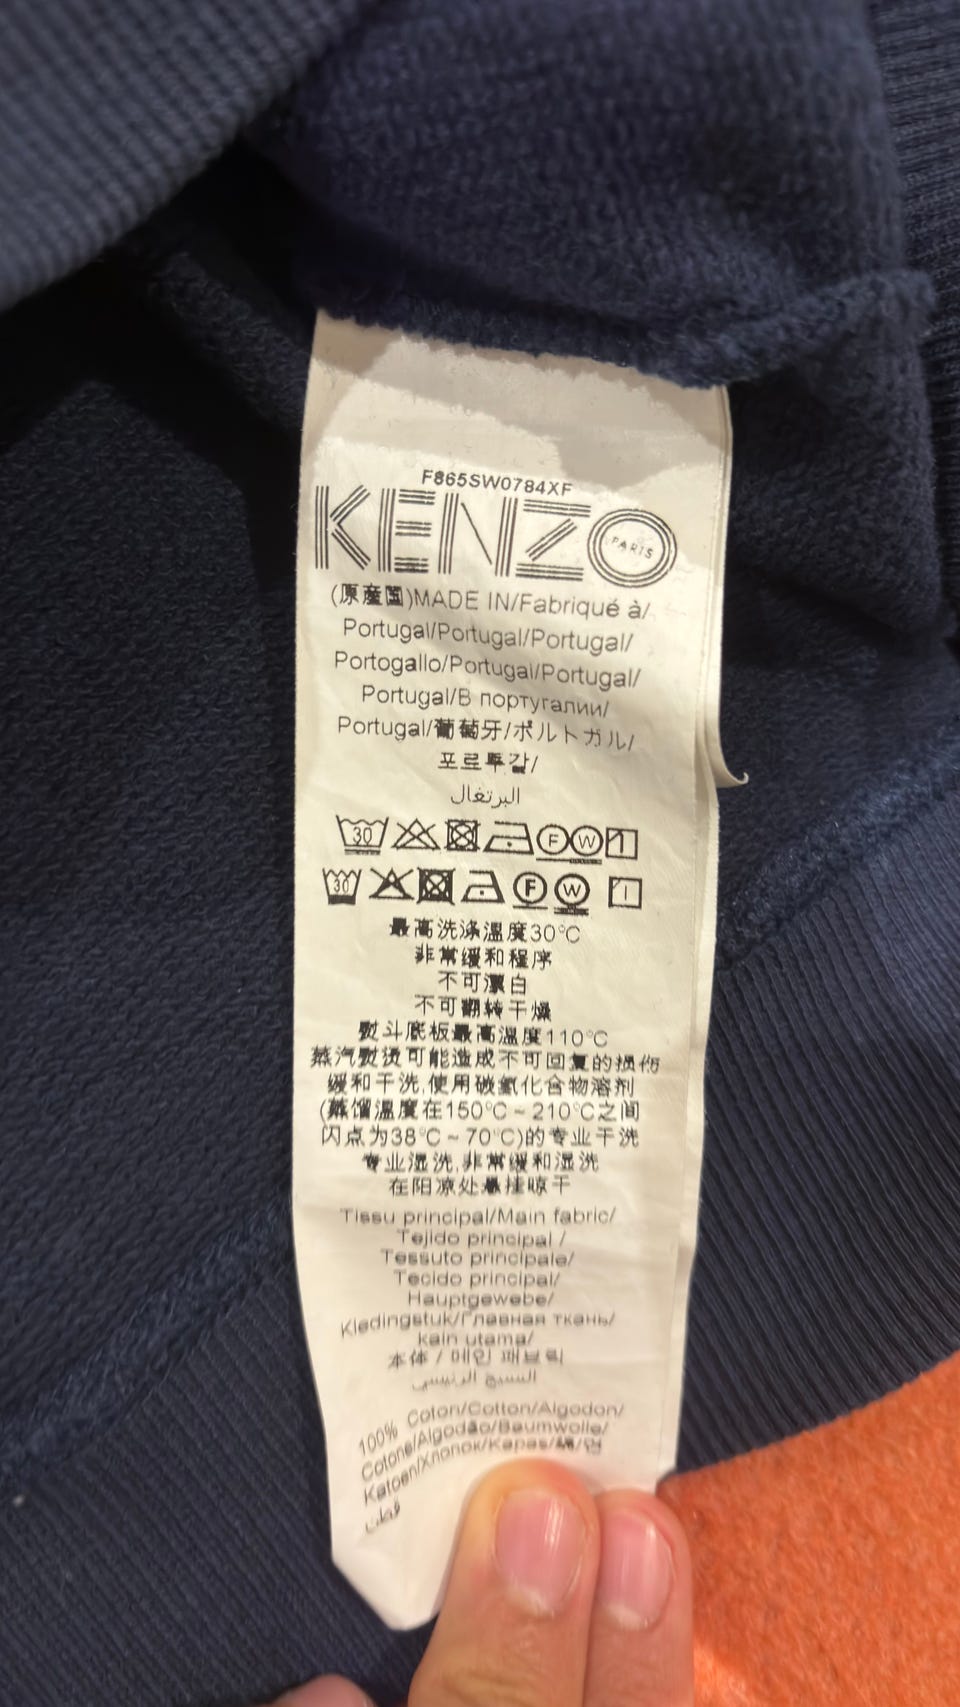 F865SW0784XF
KENZO
PARIS
(原産国)MADE IN/Fabriqué à/
Portugal/Portugal/Portugal/
Portogallo/Portugal/Portugal/
Portugal/В португалии/
Portugal/葡萄牙/ポルトガル/
포르투갈/
البرتغال
30 F W
30 F W
最高洗涤温度30°C
非常缓和程序
不可漂白
不可翻转干燥
熨斗底板最高温度110°C
蒸汽熨烫可能造成不可回复的损伤
缓和干洗,使用碳氢化合物溶剂
(蒸馏温度在150°C~210°C之间
闪点为38°C~70°C)的专业干洗
专业湿洗,非常缓和湿洗
在阳凉处悬挂晾干
Tissu principal/Main fabric/
Tejido principal /
Tessuto principale/
Tecido principal/
Hauptgewebe/
Kledingstuk/Главная ткань/
kain utama/
本体 / 메인 패브릭
النسيج الرئيسي
100% Coton/Cotton/Algodon/
Cotone/Algodão/Baumwolle/
Katoen/Хлопок/Kapas/綿/면
قطن